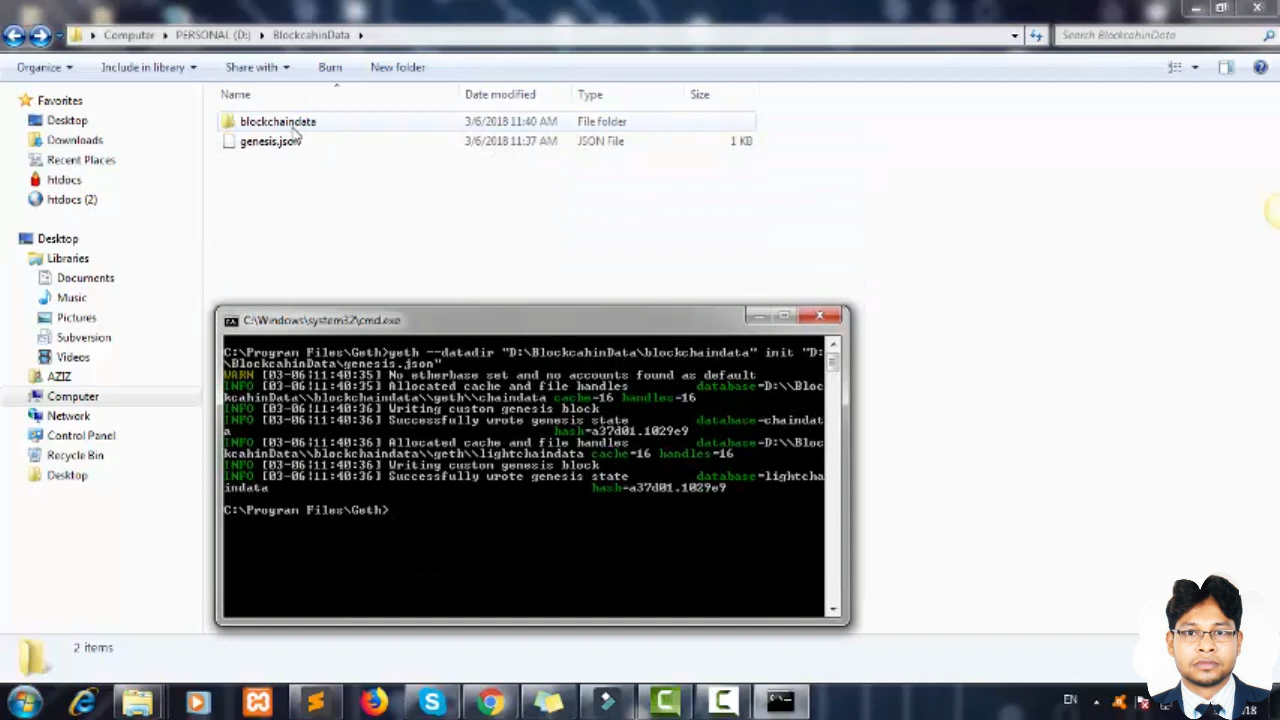 Computer PERSONAL (D:) BlockcahinData
Search BlockcahinData
Organize Include in library Share with Burn New folder
Name Date modified Type Size
Favorites
Desktop
Downloads
Recent Places
htdocs
htdocs (2)
Desktop
Libraries
Documents
Music
Pictures
Subversion
Videos
AZIZ
Computer
Network
Control Panel
Recycle Bin
Desktop
blockchaindata 3/6/2018 11:40 AM File folder
genesis.json 3/6/2018 11:37 AM JSON File 1 KB
C:\Windows\system32\cmd.exe
C:\Program Files\Geth>geth --datadir "D:\BlockcahinData\blockchaindata" init "D:
\BlockcahinData\genesis.json"
WARN [03-06|11:40:35] No etherbase set and no accounts found as default
INFO [03-06|11:40:35] Allocated cache and file handles database=D:\\Bloc
kcahinData\\blockchaindata\\geth\\chaindata cache=16 handles=16
INFO [03-06|11:40:36] Writing custom genesis block
INFO [03-06|11:40:36] Successfully wrote genesis state database=chaindat
a hash=a37d01.1029e9
INFO [03-06|11:40:36] Allocated cache and file handles database=D:\\Bloc
kcahinData\\blockchaindata\\geth\\lightchaindata cache=16 handles=16
INFO [03-06|11:40:36] Writing custom genesis block
INFO [03-06|11:40:36] Successfully wrote genesis state database=lightcha
indata hash=a37d01.1029e9
C:\Program Files\Geth>
2 items
EN